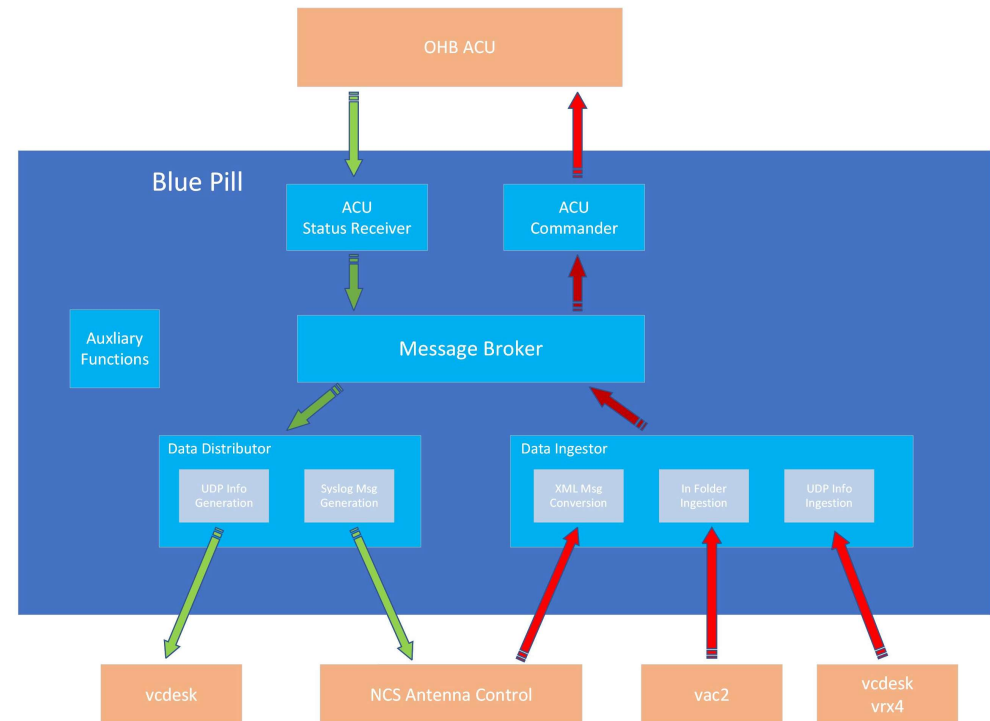 OHB ACU
Blue Pill
ACU
Status Receiver
ACU
Commander
Auxliary
Functions
Message Broker
Data Distributor
UDP Info
Generation
Syslog Msg
Generation
Data Ingestor
XML Msg
Conversion
In Folder
Ingestion
UDP Info
Ingestion
vcdesk
NCS Antenna Control
vac2
vcdesk
vrx4